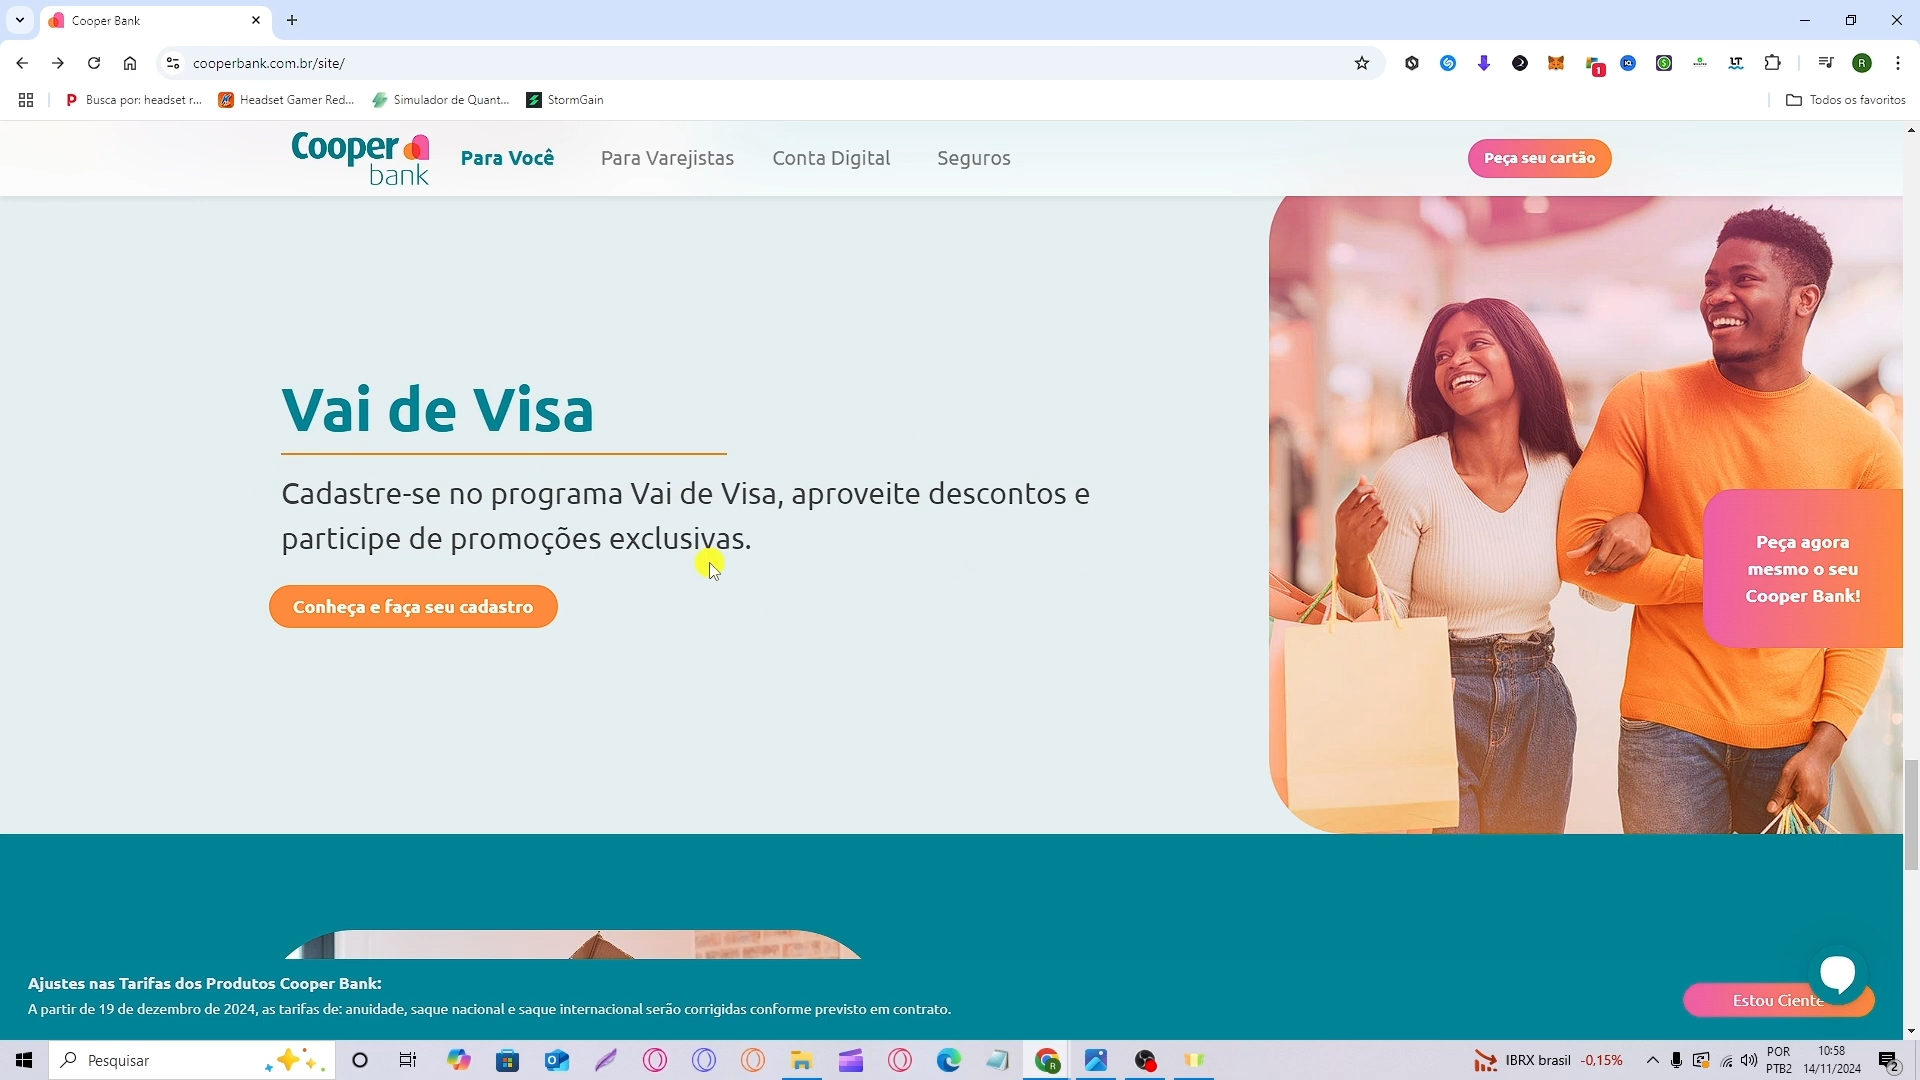 Cooper Bank
cooperbank.com.br/site/
Busca por: headset r...
Headset Gamer Red...
Simulador de Quant...
StormGain
Todos os favoritos
Cooper
bank
Para Você
Para Varejistas
Conta Digital
Seguros
Peça seu cartão
Vai de Visa
Cadastre-se no programa Vai de Visa, aproveite descontos e
participe de promoções exclusivas.
Conheça e faça seu cadastro
Peça agora
mesmo o seu
Cooper Bank!
Ajustes nas Tarifas dos Produtos Cooper Bank:
A partir de 19 de dezembro de 2024, as tarifas de: anuidade, saque nacional e saque internacional serão corrigidas conforme previsto em contrato.
Estou Ciente
Pesquisar
IBRX brasil -0,15%
POR
PTB2
10:58
14/11/2024
2